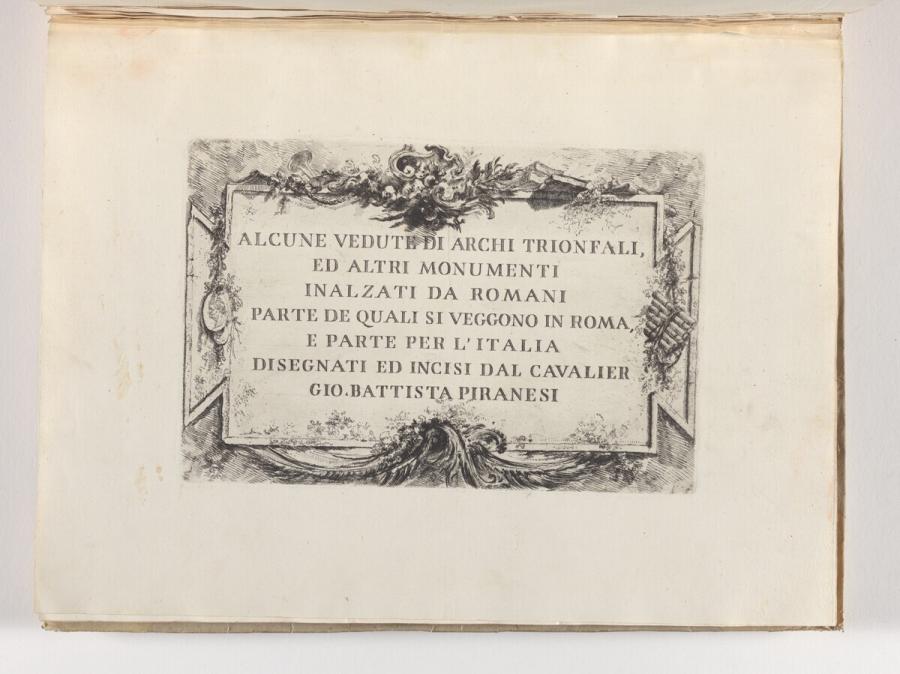 ALCUNE VEDUTE DI ARCHI TRIONFALI,
ED ALTRI MONUMENTI
INALZATI DA ROMANI
PARTE DE QUALI SI VEGGONO IN ROMA,
E PARTE PER L'ITALIA
DISEGNATI ED INCISI DAL CAVALIER
GIO. BATTISTA PIRANESI